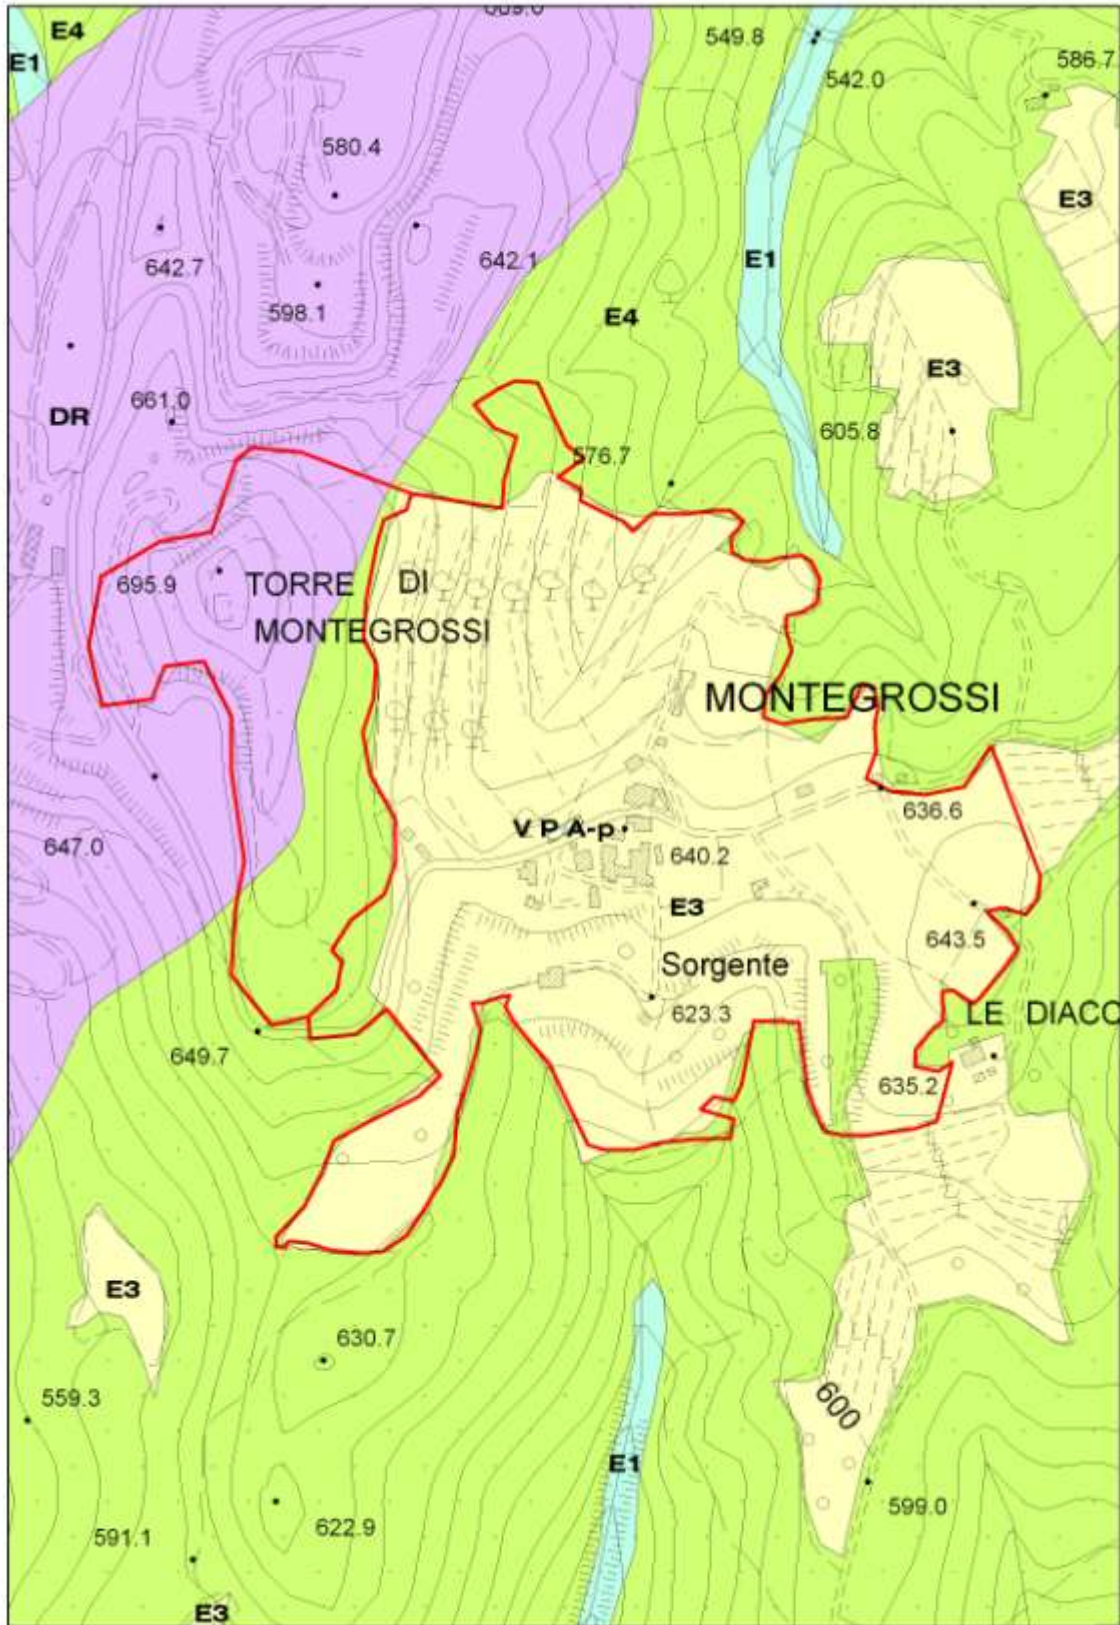 E4
549.8
E1
542.0
586.7
580.4
E3
642.7
642.1
E1
598.1
E4
661.0
E3
DR
605.8
576.7
695.9
TORRE DI
MONTEGROSSI
MONTEGROSSI
636.6
V P A-p
647.0
640.2
E3
643.5
Sorgente
623.3
LE DIACC
649.7
635.2
E3
630.7
559.3
600
E1
599.0
622.9
591.1
E3